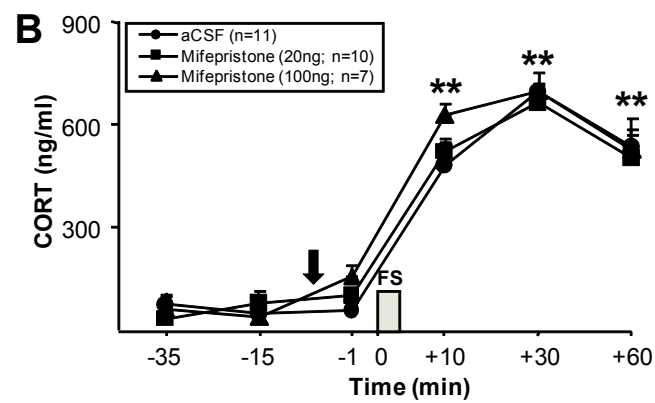 B
900
600
300
CORT (ng/ml)
aCSF (n=11)
Mifepristone (20ng; n=10)
Mifepristone (100ng; n=7)
**
**
**
FS
-35
-15
-1
0
+10
+30
+60
Time (min)